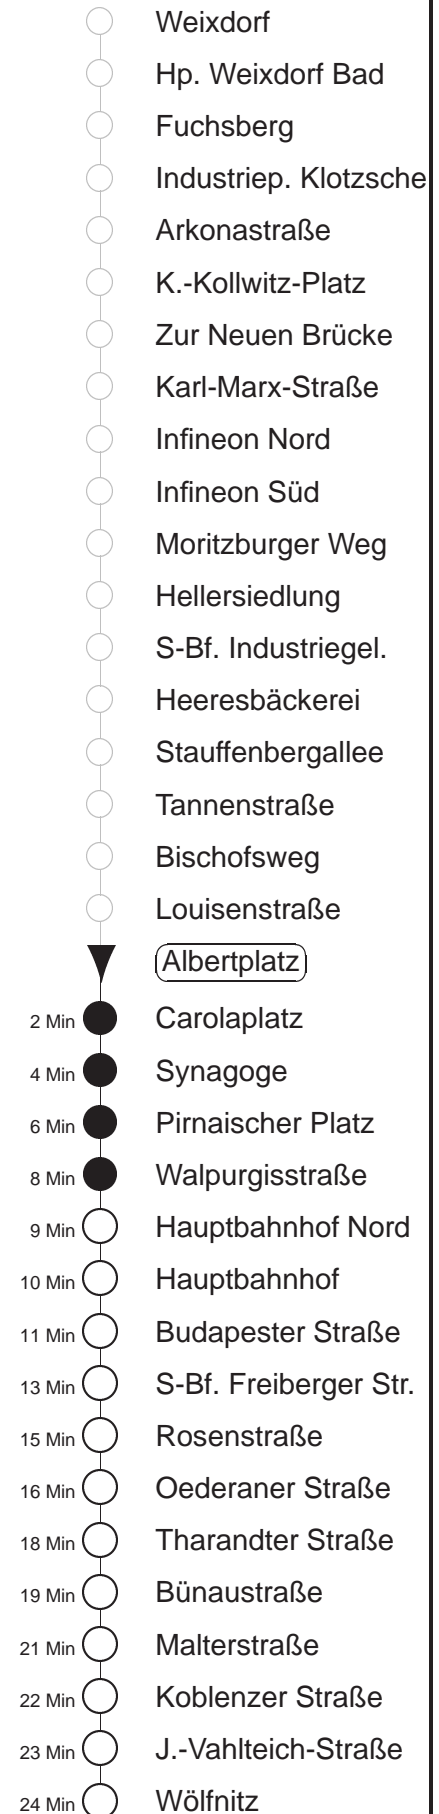 Weixdorf
Hp. Weixdorf Bad
Fuchsberg
Industriep. Klotzsche
Arkonastraße
K.-Kollwitz-Platz
Zur Neuen Brücke
Karl-Marx-Straße
Infineon Nord
Infineon Süd
Moritzburger Weg
Hellersiedlung
S-Bf. Industriegel.
Heeresbäckerei
Stauffenbergallee
Tannenstraße
Bischofsweg
Louisenstraße
Albertplatz
2 Min Carolaplatz
4 Min Synagoge
6 Min Pirnaischer Platz
8 Min Walpurgisstraße
9 Min Hauptbahnhof Nord
10 Min Hauptbahnhof
11 Min Budapester Straße
13 Min S-Bf. Freiberger Str.
15 Min Rosenstraße
16 Min Oederaner Straße
18 Min Tharandter Straße
19 Min Bünaustraße
21 Min Malterstraße
22 Min Koblenzer Straße
23 Min J.-Vahlteich-Straße
24 Min Wölfnitz